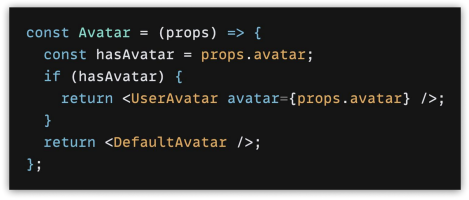 const Avatar = (props) => {
  const hasAvatar = props.avatar;
  if (hasAvatar) {
    return <UserAvatar avatar={props.avatar} />;
  }
  return <DefaultAvatar />;
};